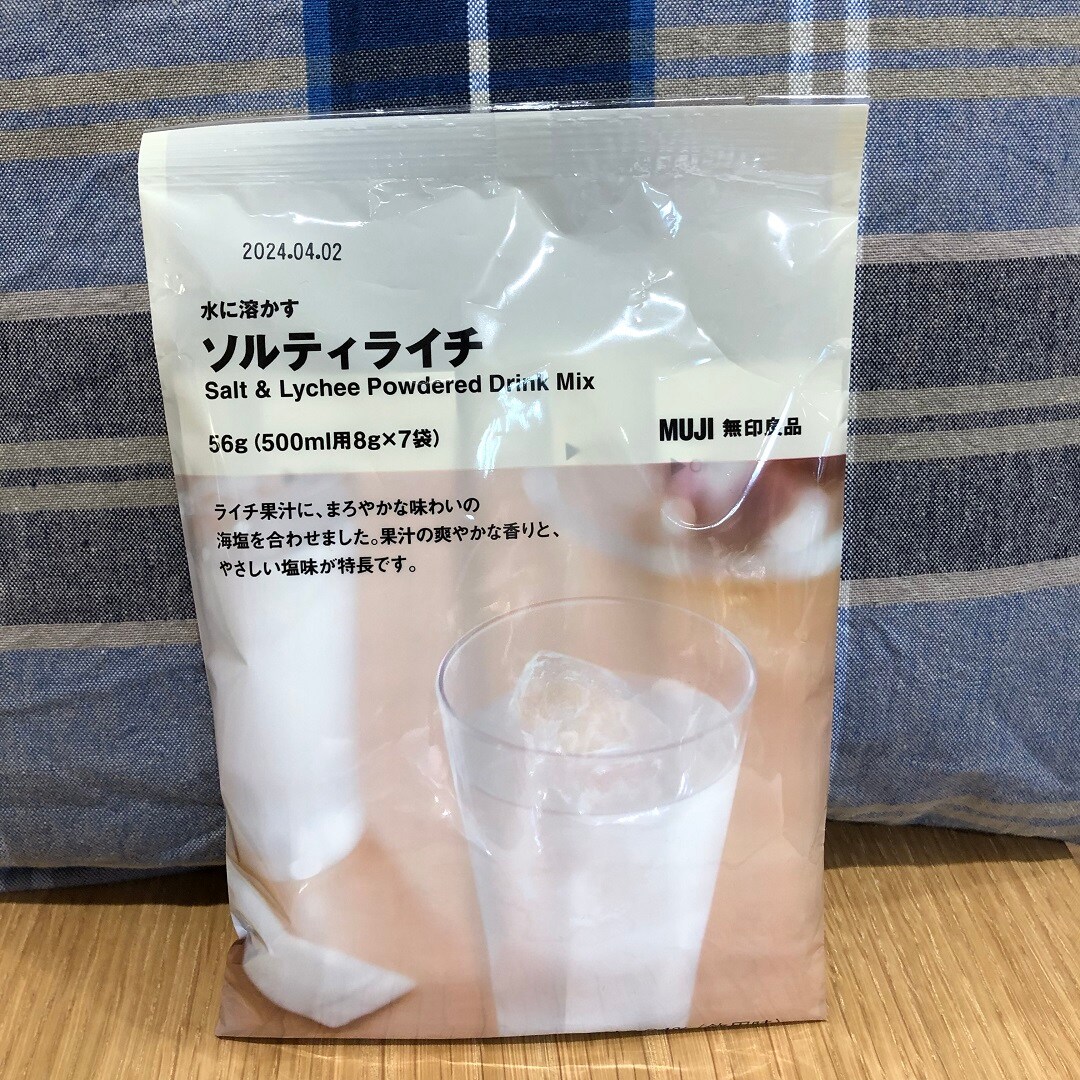 2024.04.02
水に溶かす
ソルティライチ
Salt & Lychee Powdered Drink Mix
56g (500ml用8g×7袋)
MUJI 無印良品
ライチ果汁に、まろやかな味わいの
海塩を合わせました。果汁の爽やかな香りと、
やさしい塩味が特長です。